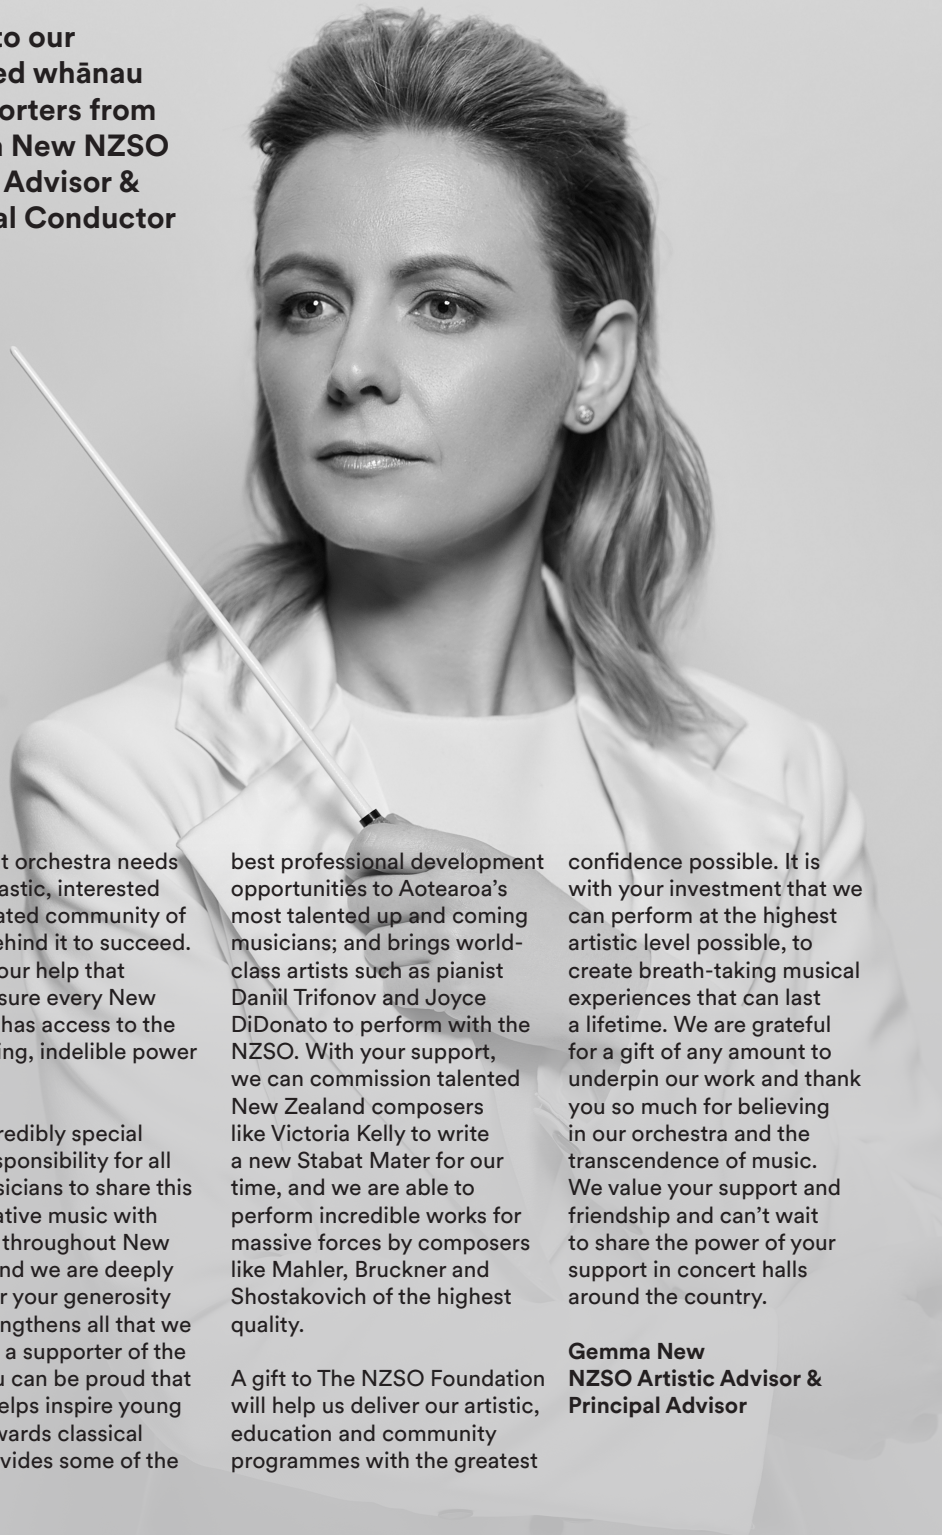 to our
ed whānau
orters from
New NZSO
Advisor &
al Conductor
t orchestra needs
astic, interested
ated community of
ehind it to succeed.
our help that
sure every New
has access to the
ing, indelible power
redibly special
sponsibility for all
sicians to share this
ative music with
throughout New
nd we are deeply
r your generosity
ngthens all that we
a supporter of the
u can be proud that
elps inspire young
wards classical
vides some of the
best professional development
opportunities to Aotearoa’s
most talented up and coming
musicians; and brings world-
class artists such as pianist
Daniil Trifonov and Joyce
DiDonato to perform with the
NZSO. With your support,
we can commission talented
New Zealand composers
like Victoria Kelly to write
a new Stabat Mater for our
time, and we are able to
perform incredible works for
massive forces by composers
like Mahler, Bruckner and
Shostakovich of the highest
quality.
A gift to The NZSO Foundation
will help us deliver our artistic,
education and community
programmes with the greatest
confidence possible. It is
with your investment that we
can perform at the highest
artistic level possible, to
create breath-taking musical
experiences that can last
a lifetime. We are grateful
for a gift of any amount to
underpin our work and thank
you so much for believing
in our orchestra and the
transcendence of music.
We value your support and
friendship and can’t wait
to share the power of your
support in concert halls
around the country.
Gemma New
NZSO Artistic Advisor &
Principal Advisor